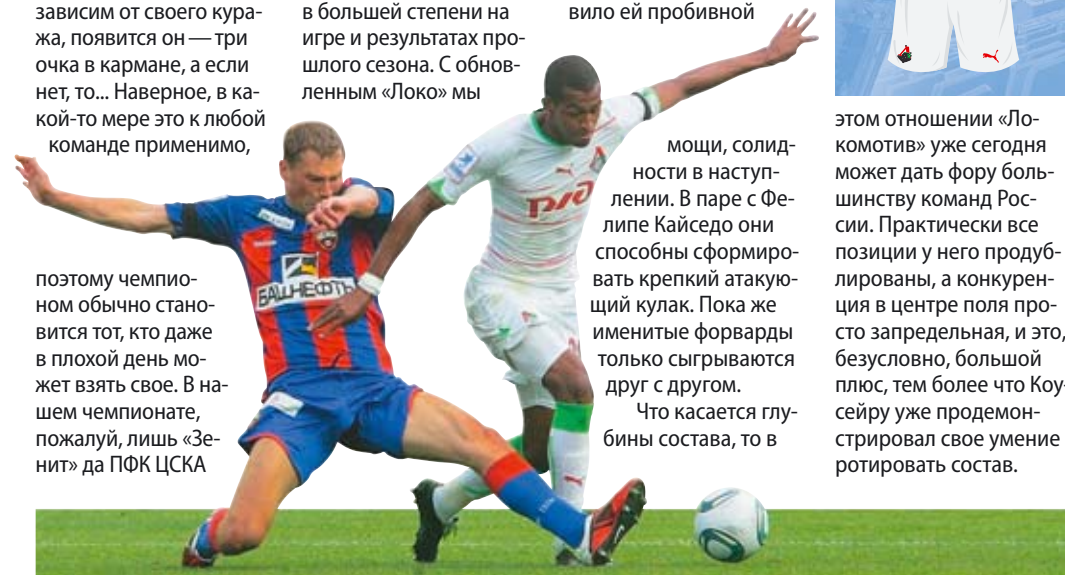 зависим от своего кура-
жа, появится он — три
очка в кармане, а если
нет, то... Наверное, в ка-
кой-то мере это к любой
команде применимо,
поэтому чемпио-
ном обычно стано-
вится тот, кто даже
в плохой день мо-
жет взять свое. В на-
шем чемпионате,
пожалуй, лишь «Зе-
нит» да ПФК ЦСКА
в большей степени на
игре и результатах про-
шлого сезона. С обнов-
ленным «Локо» мы
вило ей пробивной
мощи, солид-
ности в наступ-
лении. В паре с Фе-
липе Кайседо они
способны сформиро-
вать крепкий атакую-
щий кулак. Пока же
именитые форварды
только сыгрываются
друг с другом.
Что касается глу-
бины состава, то в
этом отношении «Ло-
комотив» уже сегодня
может дать фору боль-
шинству команд Рос-
сии. Практически все
позиции у него продуб-
лированы, а конкурен-
ция в центре поля про-
сто запредельная, и это,
безусловно, большой
плюс, тем более что Коу-
сейру уже продемон-
стрировал свое умение
ротировать состав.
БАШНЕФТЬ
РЖД